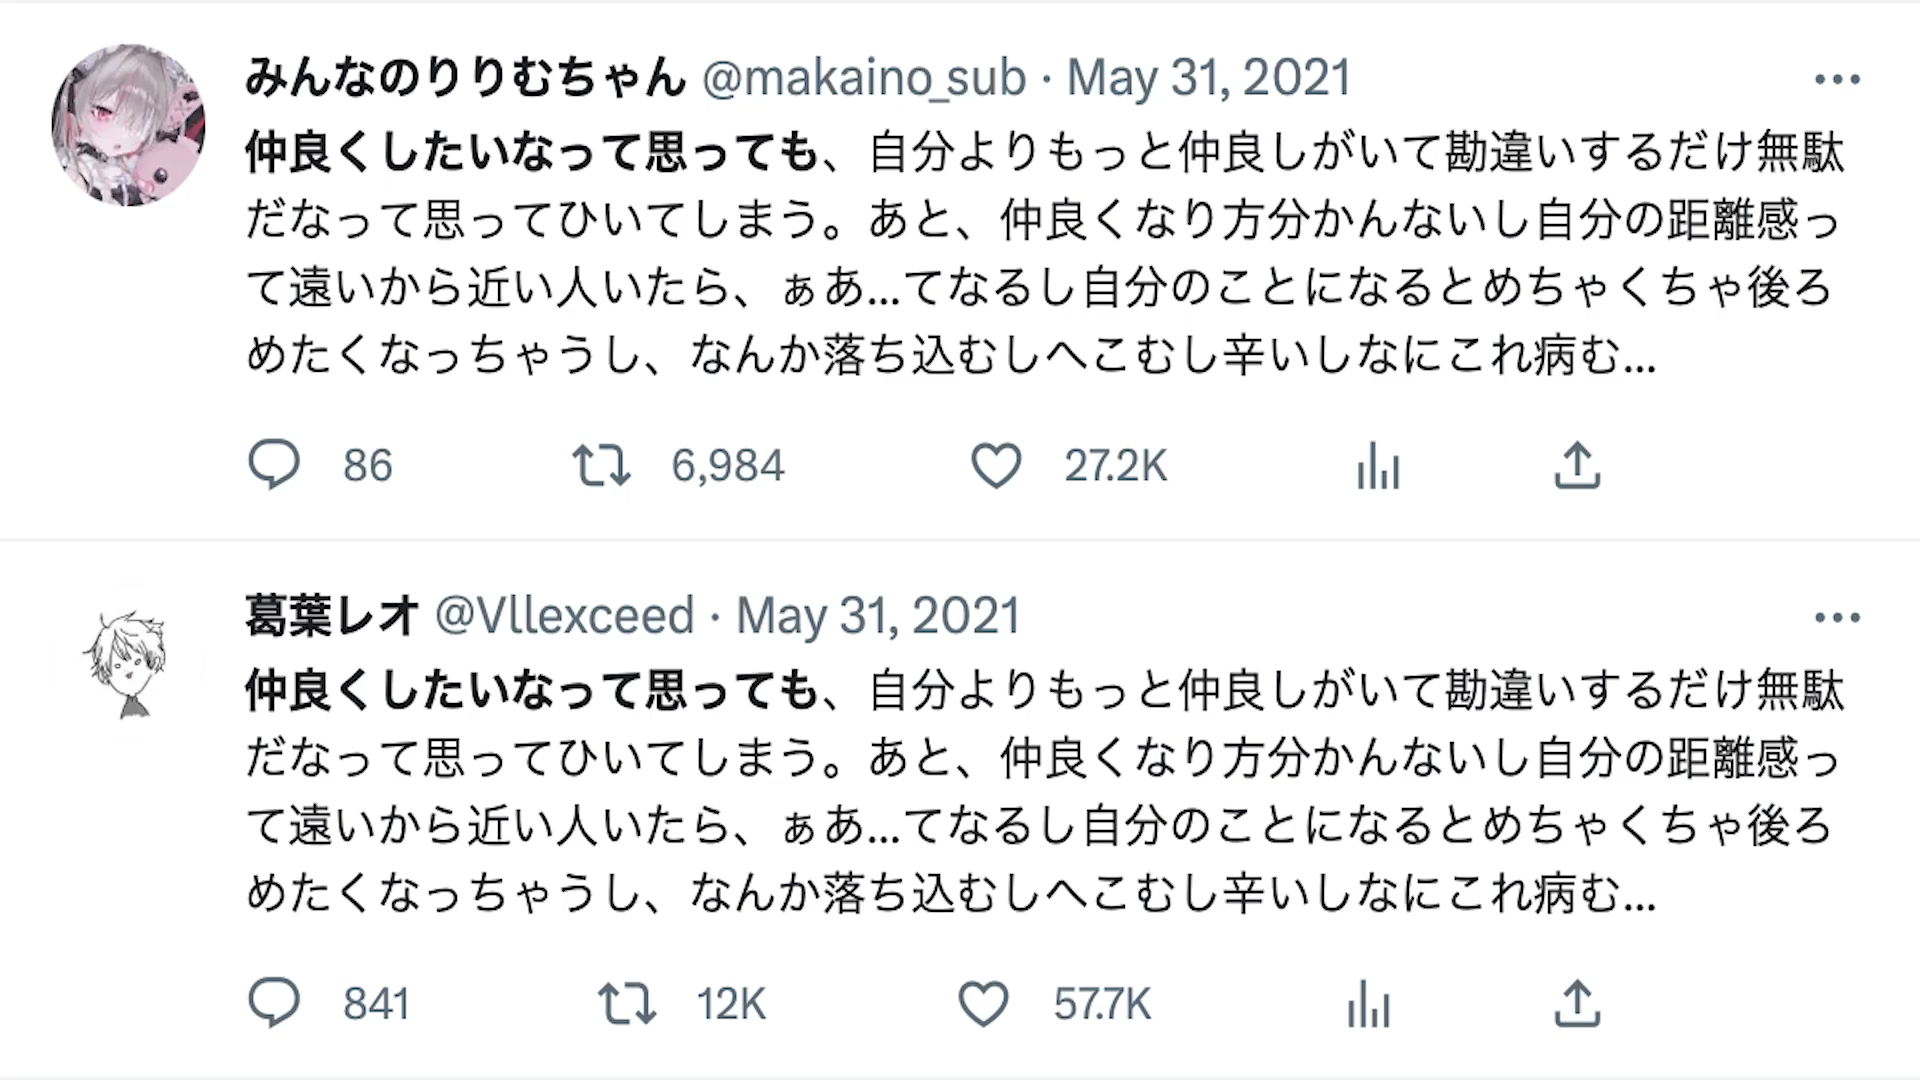 みんなのりりむちゃん @makaino_sub · May 31, 2021
仲良くしたいなって思っても、自分よりもっと仲良しがいて勘違いするだけ無駄
だなって思ってひいてしまう。あと、仲良くなり方分かんないし自分の距離感っ
て遠いから近い人いたら、ぁあ...てなるし自分のことになるとめちゃくちゃ後ろ
めたくなっちゃうし、なんか落ち込むしへこむし辛いしなにこれ病む...
86 6,984 27.2K
葛葉レオ @Vllexceed · May 31, 2021
仲良くしたいなって思っても、自分よりもっと仲良しがいて勘違いするだけ無駄
だなって思ってひいてしまう。あと、仲良くなり方分かんないし自分の距離感っ
て遠いから近い人いたら、ぁあ...てなるし自分のことになるとめちゃくちゃ後ろ
めたくなっちゃうし、なんか落ち込むしへこむし辛いしなにこれ病む...
841 12K 57.7K